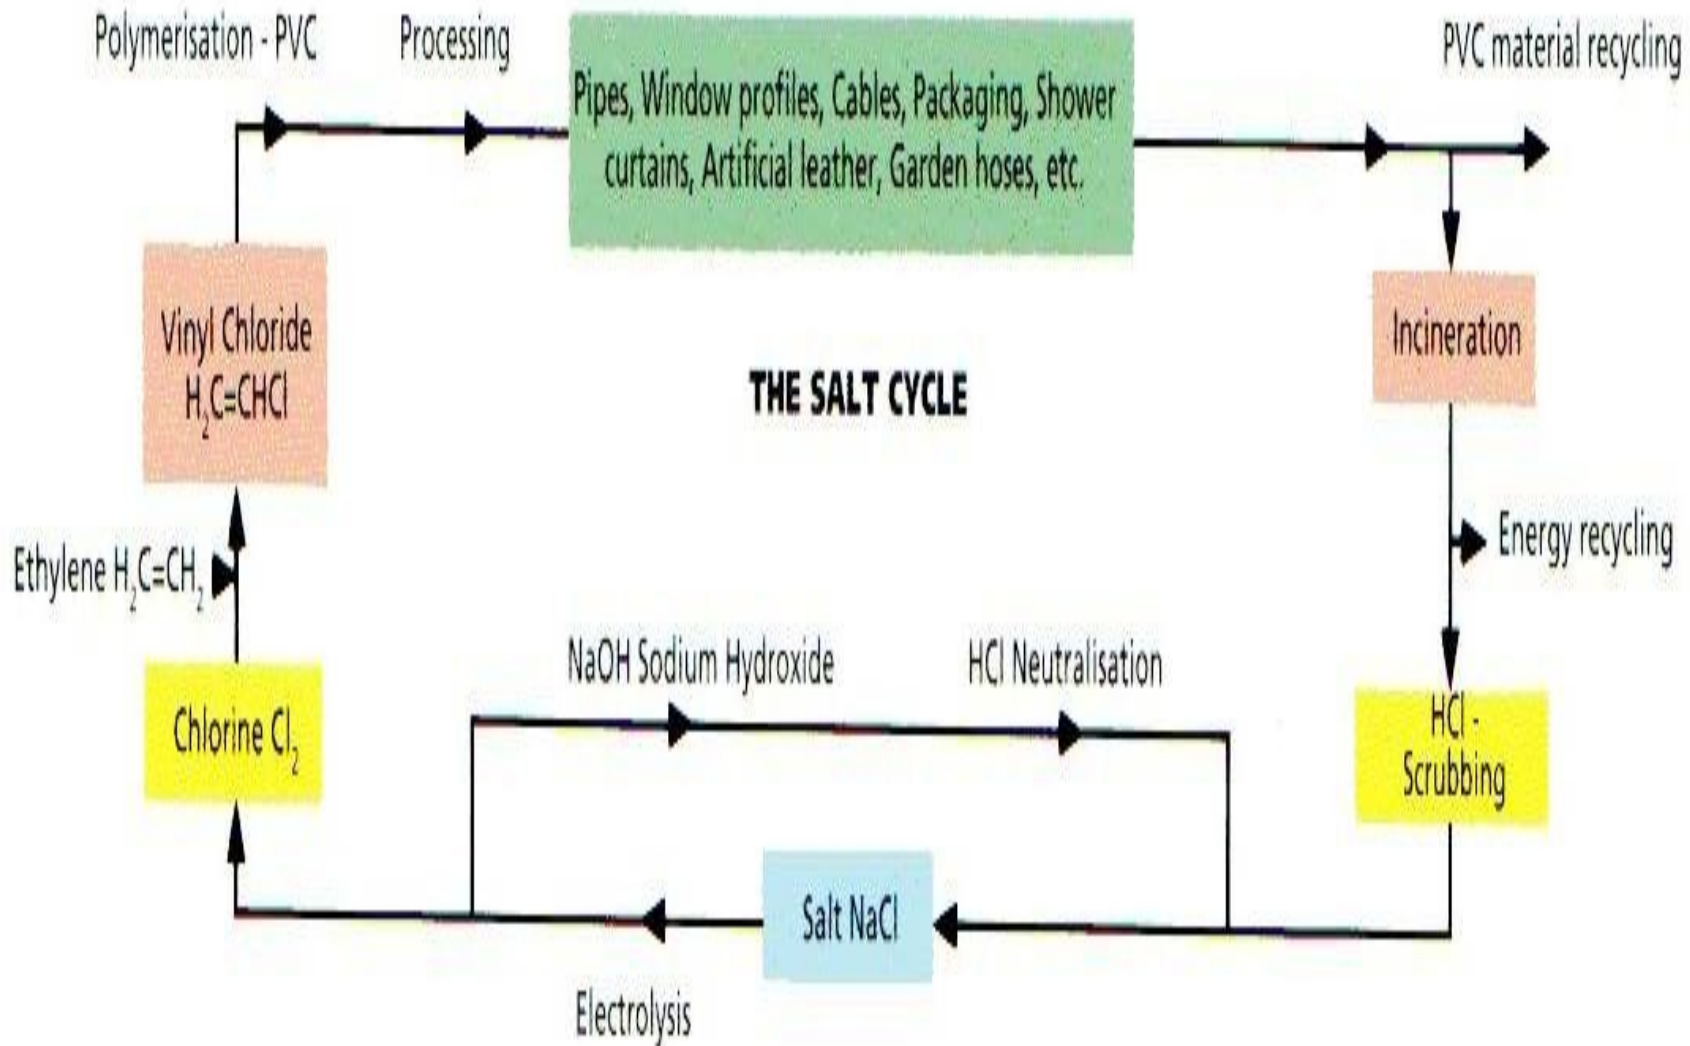 Polymerisation - PVC
Processing
Pipes, Window profiles, Cables, Packaging, Shower
curtains, Artificial leather, Garden hoses, etc.
PVC material recycling
Vinyl Chloride
H₂C=CHCl
Incineration
THE SALT CYCLE
Ethylene H₂C=CH₂
Energy recycling
NaOH Sodium Hydroxide
HCl Neutralisation
Chlorine Cl₂
HCl -
Scrubbing
Salt NaCl
Electrolysis